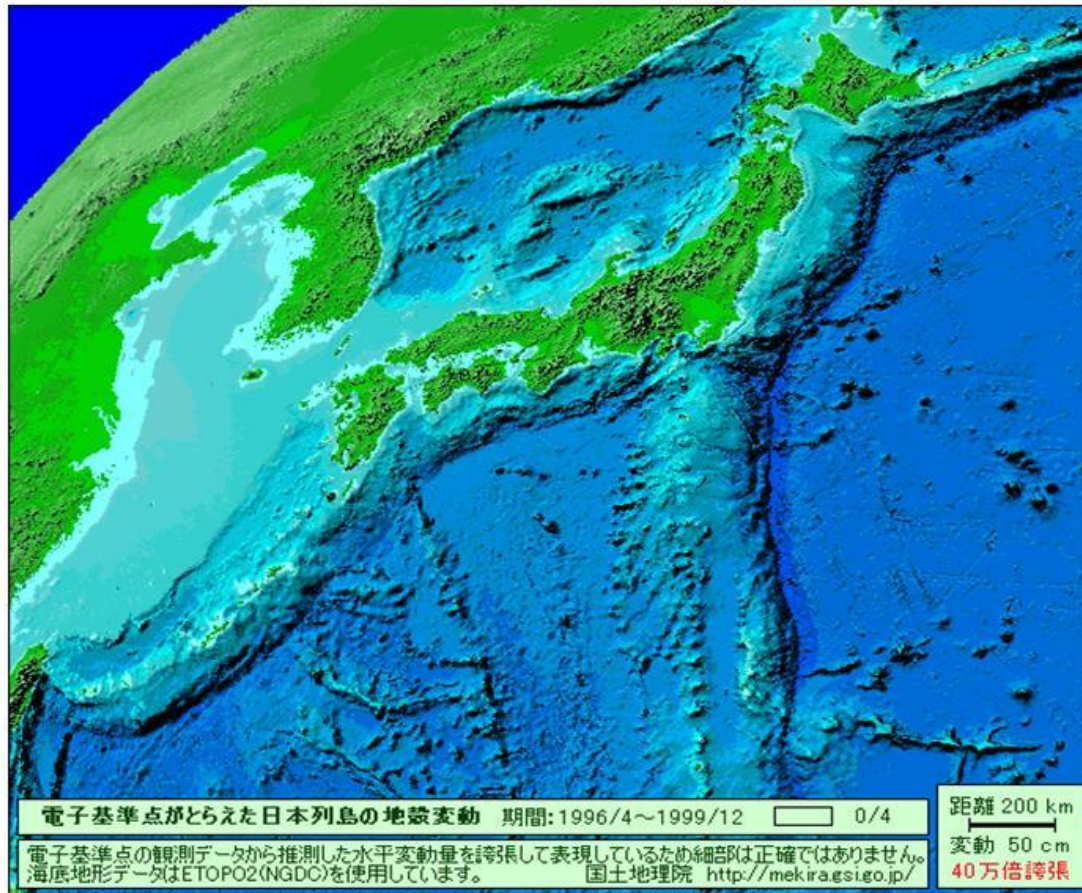 電子基準点がとらえた日本列島の地殻変動 期間:1996/4～1999/12 0/4
電子基準点の観測データから推測した水平変動量を誇張して表現しているため細部は正確ではありません。
海底地形データはETOPO2(NGDC)を使用しています。 国土地理院 http://mekira.gsi.go.jp/
距離 200 km
変動 50 cm
40万倍誇張